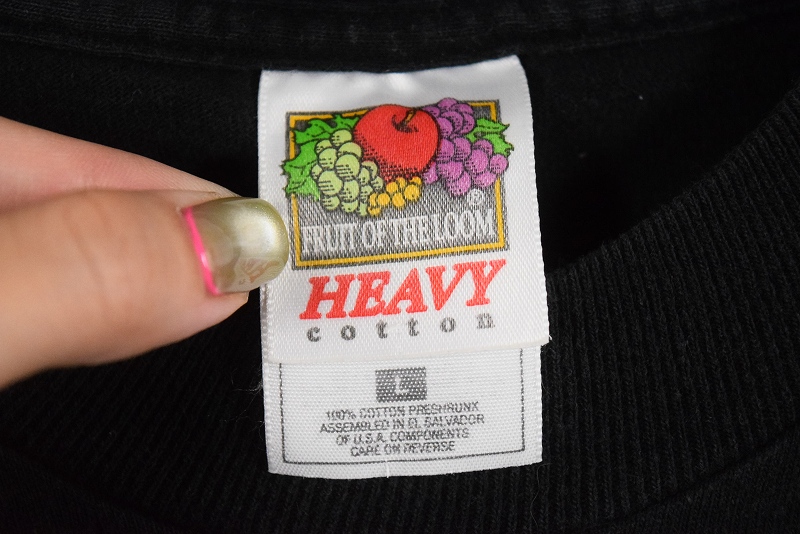 ®
FRUIT OF THE LOOM
HEAVY
cotton
L
100% COTTON PRESHRUNK
ASSEMBLED IN EL SALVADOR
OF U.S.A. COMPONENTS
CARE ON REVERSE